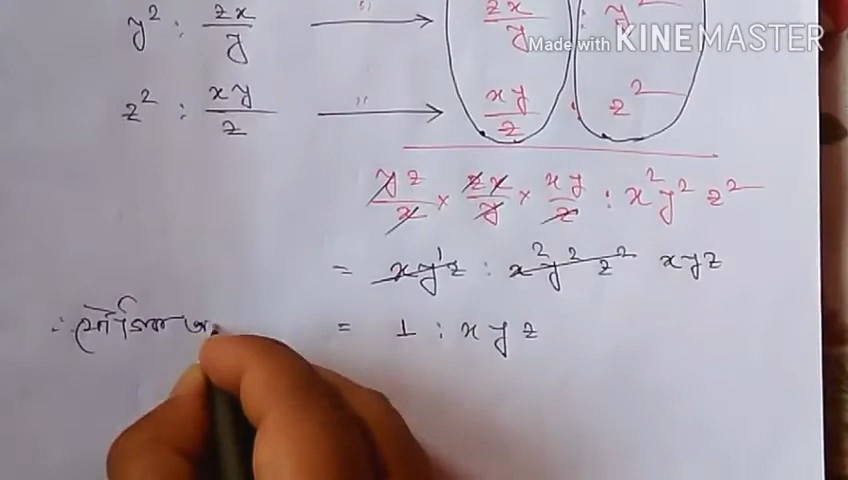 y² : zx/y → zx/y : y²
Made with KINEMASTER
z² : xy/z → xy/z : z²
yz/x × zx/y × xy/z : x²y²z²
= xyz : x²y²z² xyz
∴ যৌগিক অ = 1 : xyz